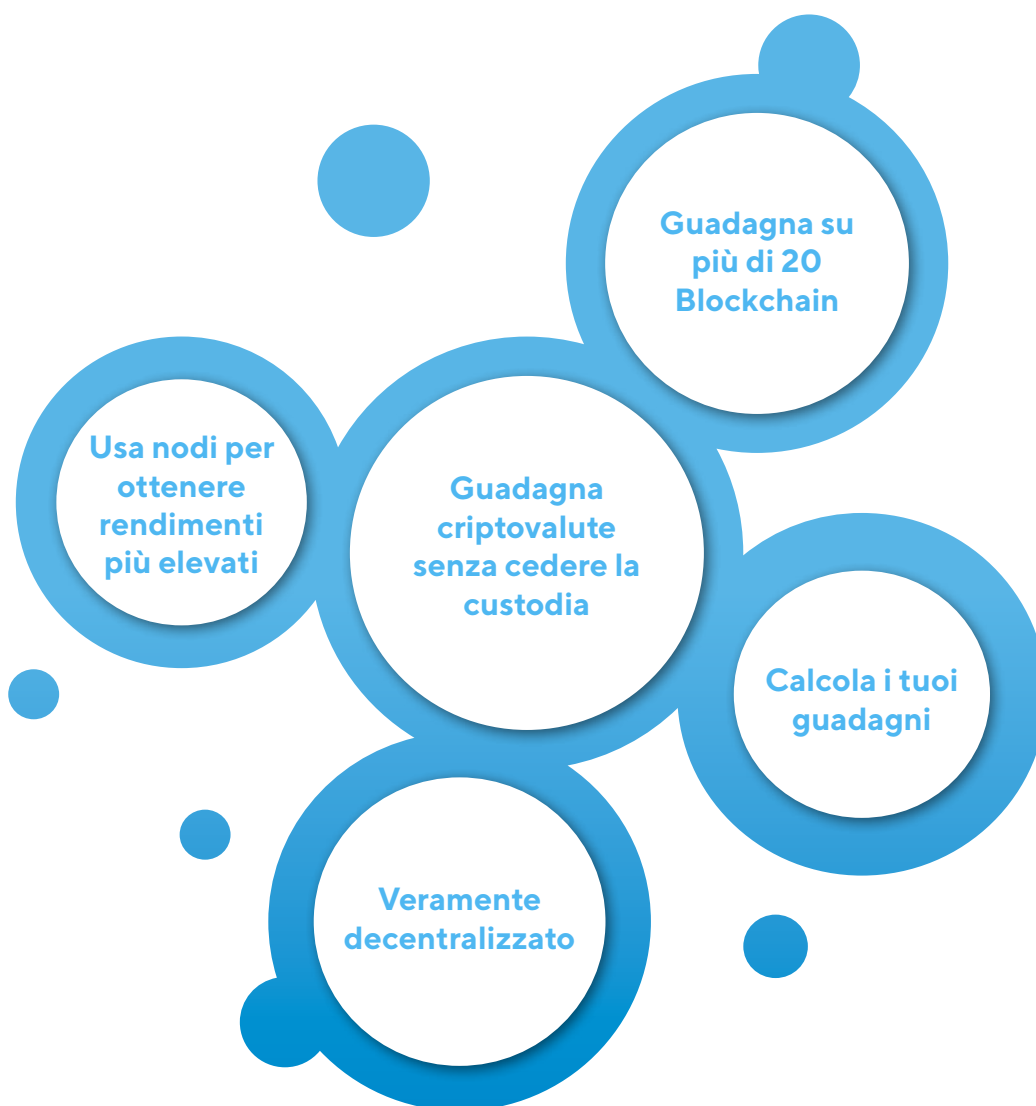 Guadagna su
più di 20
Blockchain
Usa nodi per
ottenere
rendimenti
più elevati
Guadagna
criptovalute
senza cedere la
custodia
Calcola i tuoi
guadagni
Veramente
decentralizzato